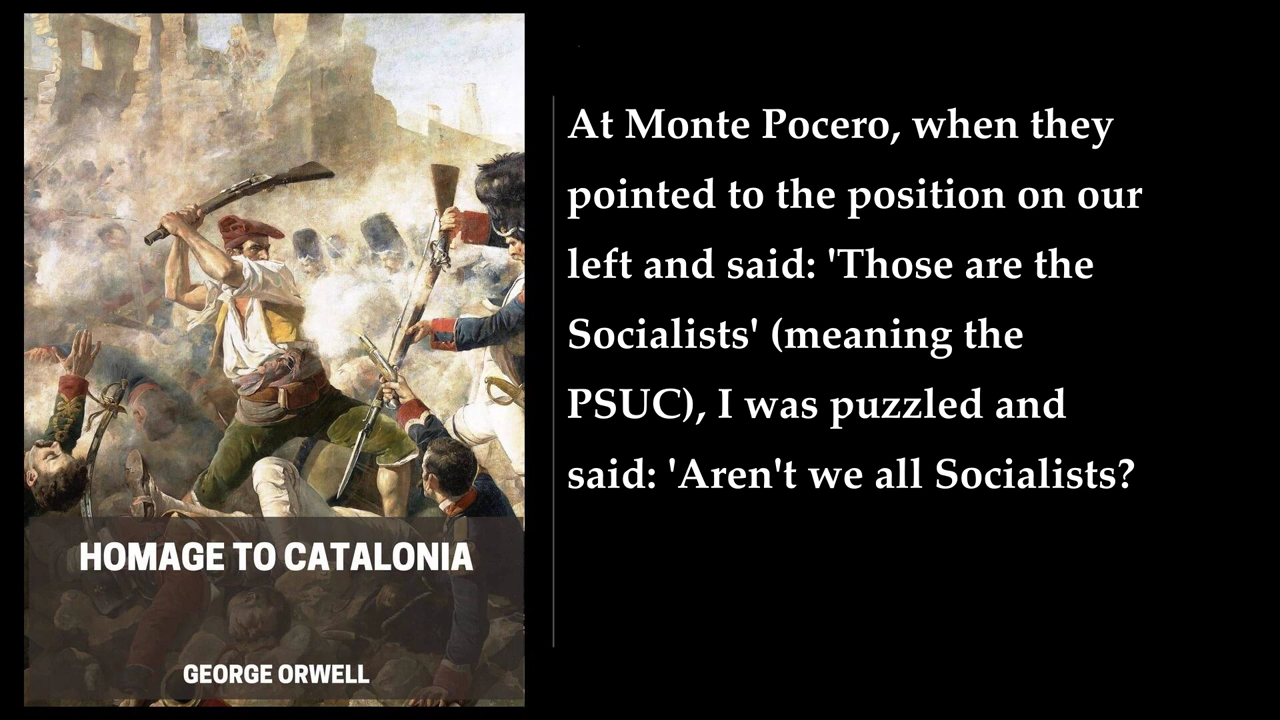 HOMAGE TO CATALONIA
GEORGE ORWELL
At Monte Pocero, when they
pointed to the position on our
left and said: 'Those are the
Socialists' (meaning the
PSUC), I was puzzled and
said: 'Aren't we all Socialists?